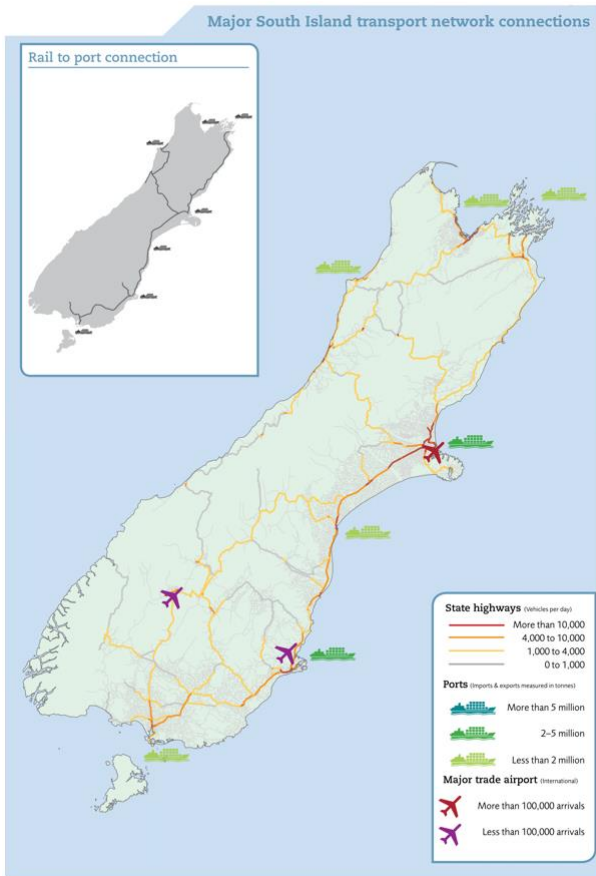 Major South Island transport network connections
Rail to port connection
State highways (Vehicles per day)
More than 10,000
4,000 to 10,000
1,000 to 4,000
0 to 1,000
Ports (Imports & exports measured in tonnes)
More than 5 million
2–5 million
Less than 2 million
Major trade airport (International)
More than 100,000 arrivals
Less than 100,000 arrivals